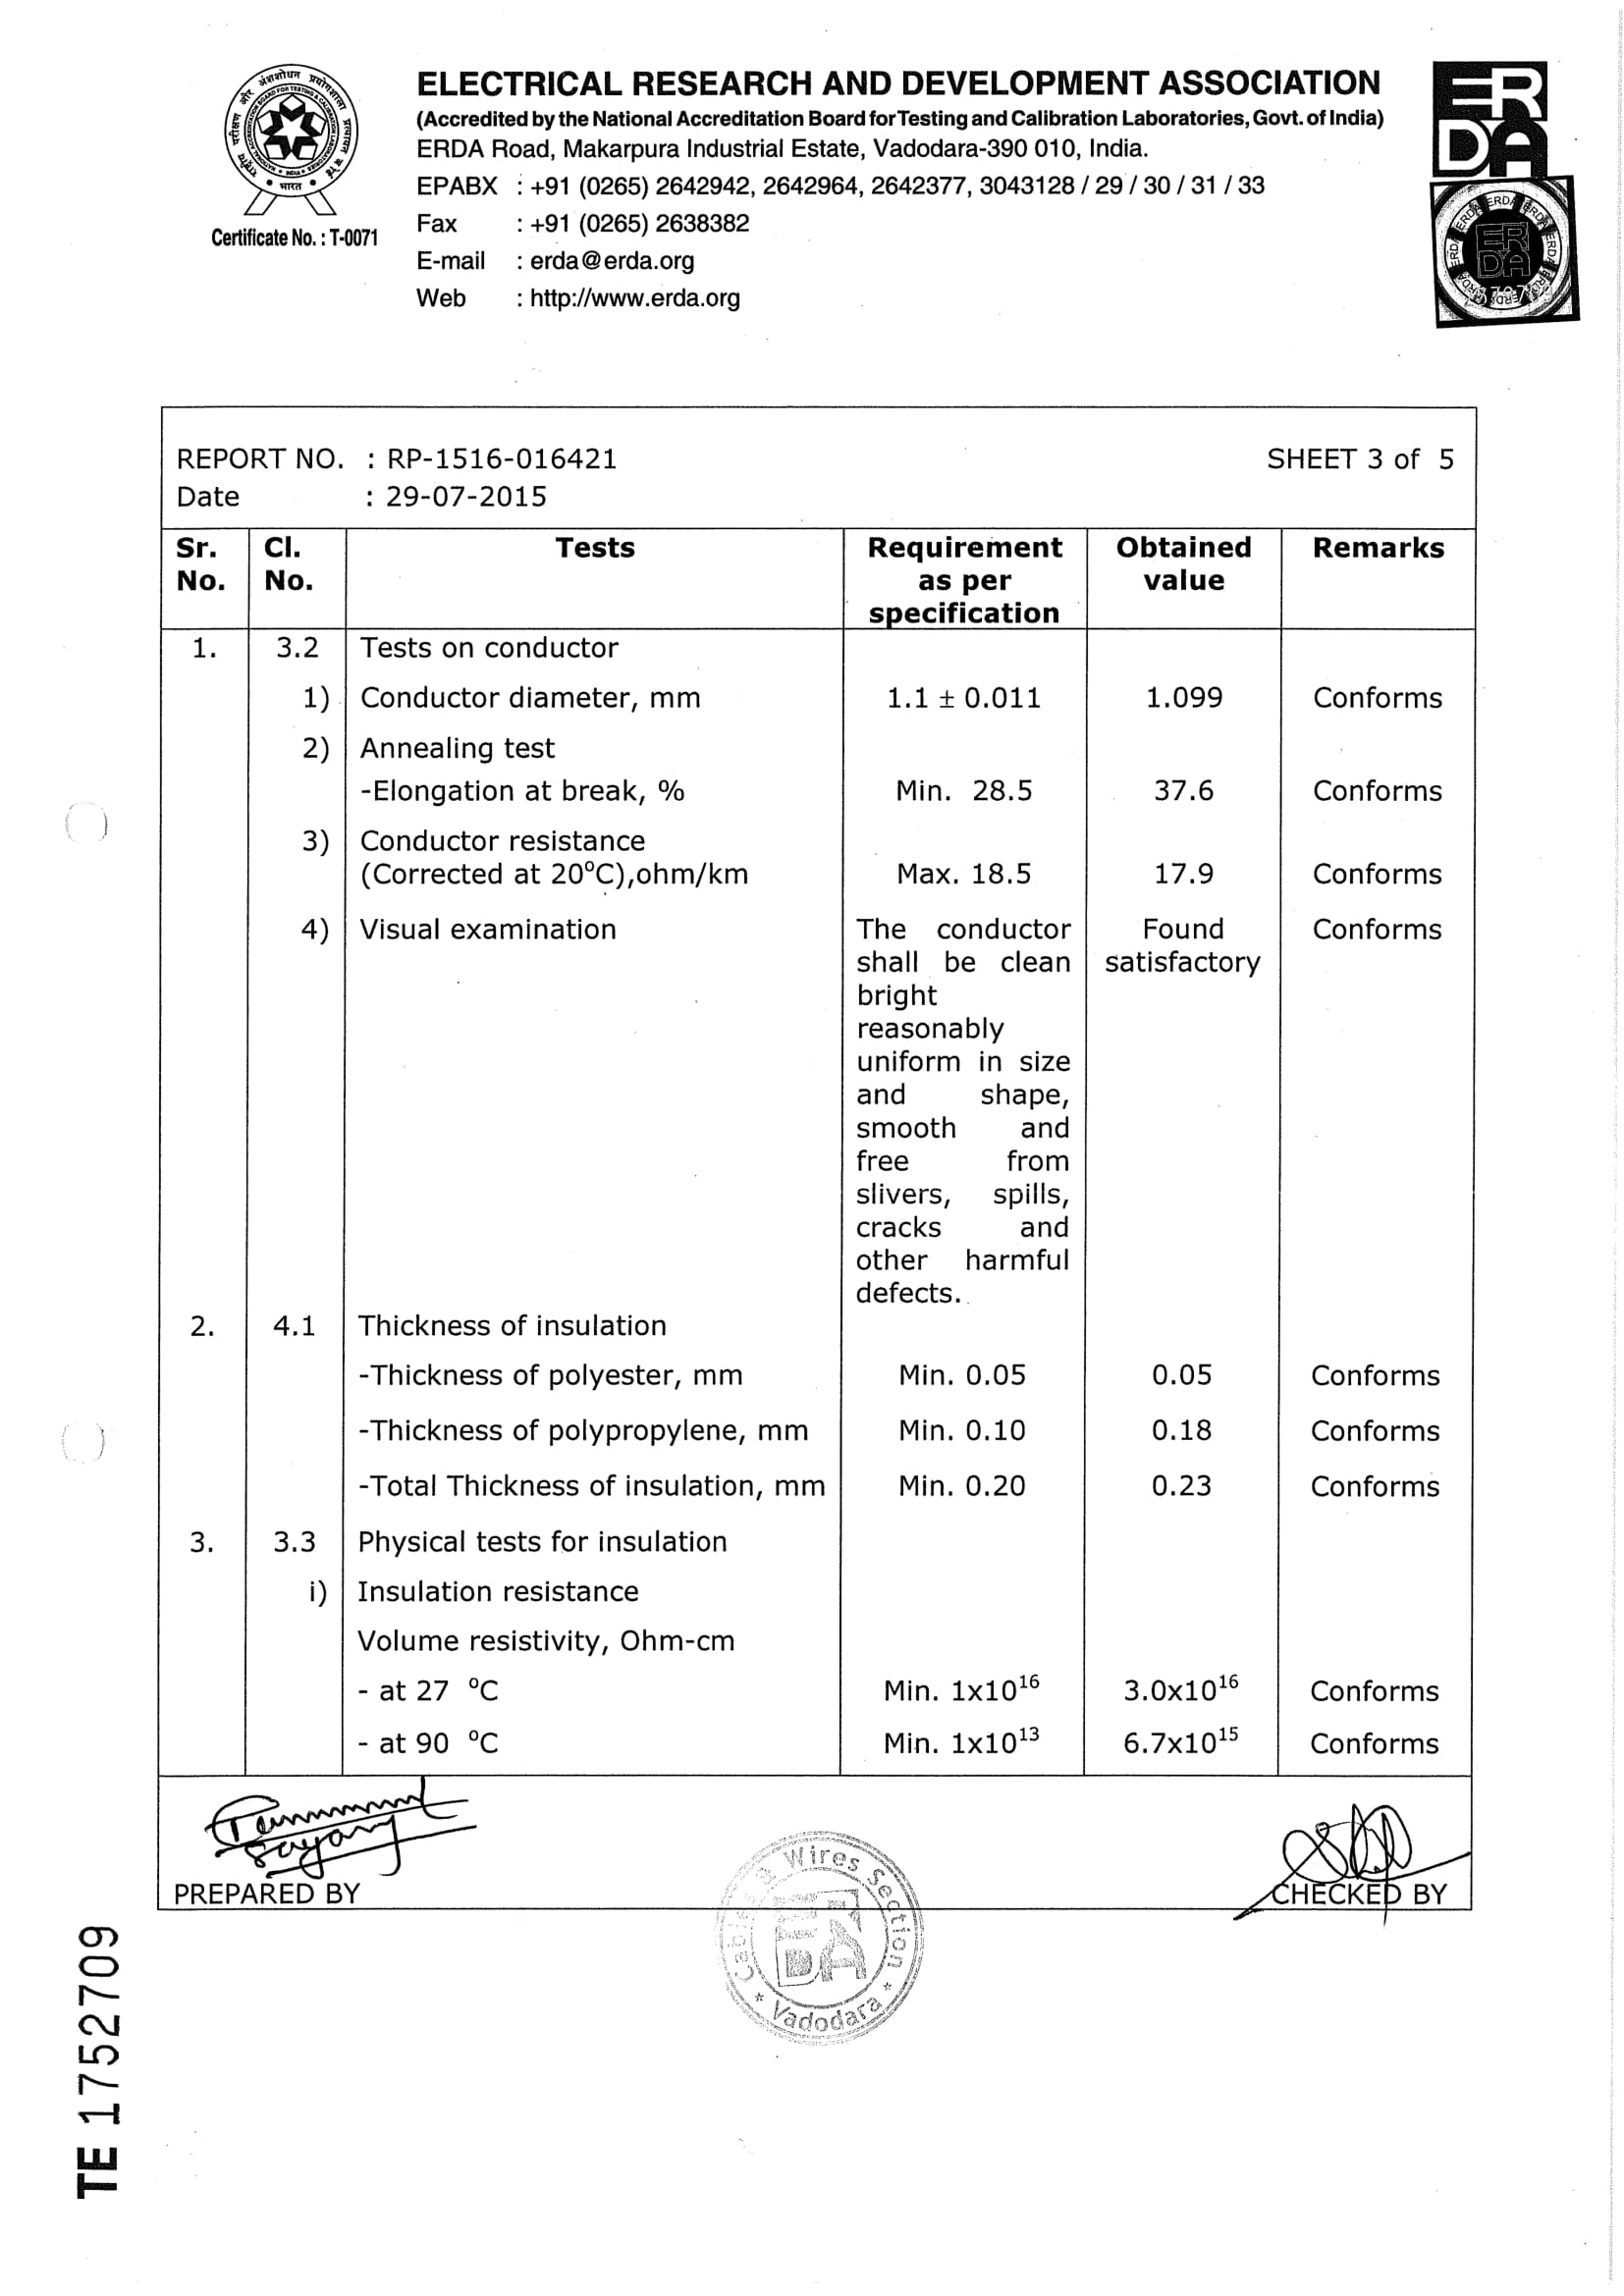 ELECTRICAL RESEARCH AND DEVELOPMENT ASSOCIATION
(Accredited by the National Accreditation Board for Testing and Calibration Laboratories, Govt. of India)
ERDA Road, Makarpura Industrial Estate, Vadodara-390 010, India.
EPABX : +91 (0265) 2642942, 2642964, 2642377, 3043128 / 29 / 30 / 31 / 33
Fax : +91 (0265) 2638382
E-mail : erda@erda.org
Web : http://www.erda.org
भारत
Certificate No. : T-0071
ERDA
REPORT NO. : RP-1516-016421 SHEET 3 of 5
Date : 29-07-2015
Sr. No. Cl. No. Tests Requirement as per specification Obtained value Remarks
1. 3.2 Tests on conductor
1) Conductor diameter, mm 1.1 ± 0.011 1.099 Conforms
2) Annealing test
-Elongation at break, % Min. 28.5 37.6 Conforms
3) Conductor resistance
(Corrected at 20°C),ohm/km Max. 18.5 17.9 Conforms
4) Visual examination The conductor Found Conforms
shall be clean satisfactory
bright
reasonably
uniform in size
and shape,
smooth and
free from
slivers, spills,
cracks and
other harmful
defects.
2. 4.1 Thickness of insulation
-Thickness of polyester, mm Min. 0.05 0.05 Conforms
-Thickness of polypropylene, mm Min. 0.10 0.18 Conforms
-Total Thickness of insulation, mm Min. 0.20 0.23 Conforms
3. 3.3 Physical tests for insulation
i) Insulation resistance
Volume resistivity, Ohm-cm
- at 27 °C Min. 1x10¹⁶ 3.0x10¹⁶ Conforms
- at 90 °C Min. 1x10¹³ 6.7x10¹⁵ Conforms
PREPARED BY CHECKED BY
Cables & Wires Section
ERDA
* Vadodara *
TE 1752709